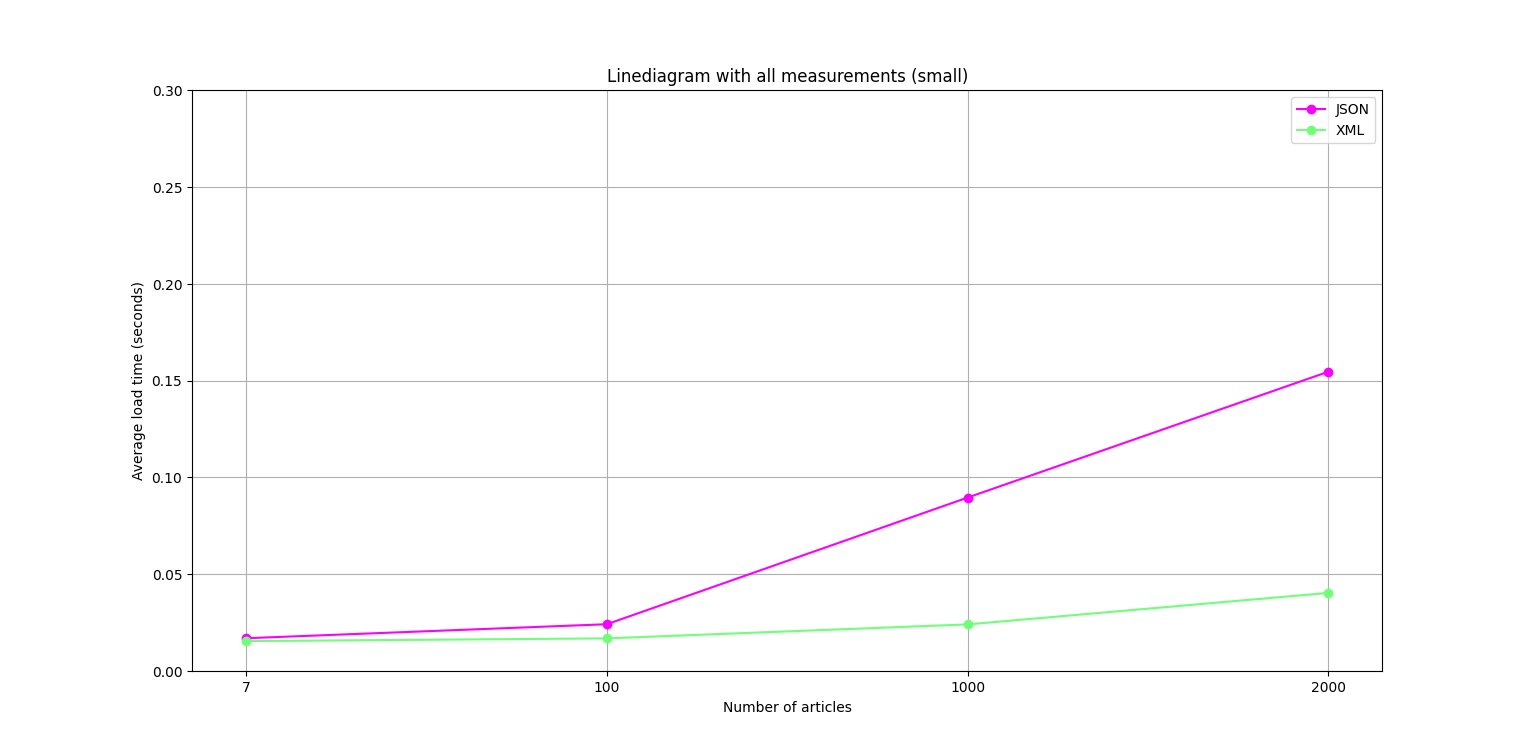 Linediagram with all measurements (small)
JSON
XML
0.30
0.25
0.20
0.15
0.10
0.05
0.00
Average load time (seconds)
7 100 1000 2000
Number of articles